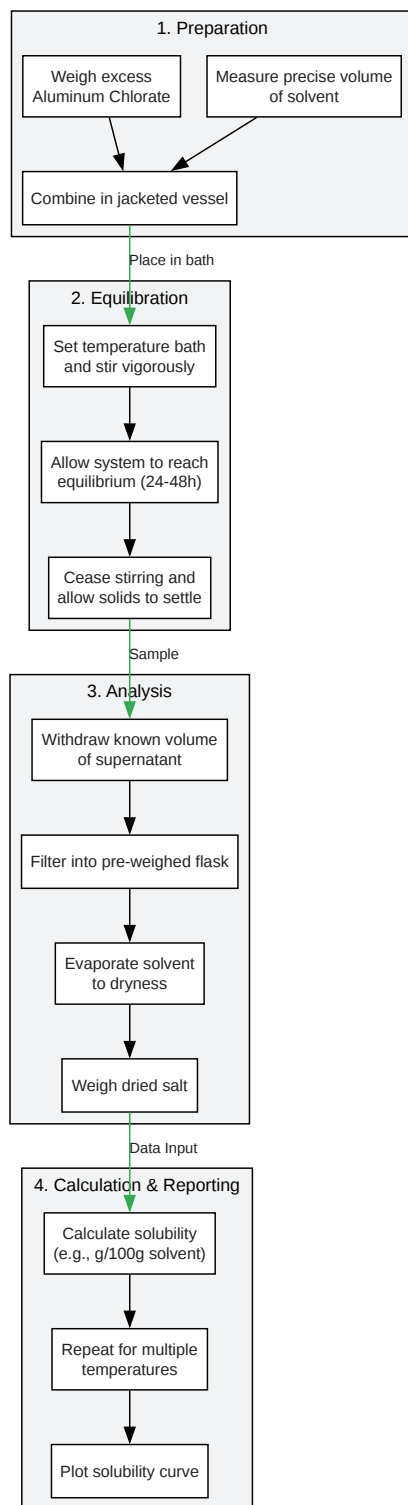 1. Preparation
Weigh excess
Aluminum Chlorate
Measure precise volume
of solvent
Combine in jacketed vessel
Place in bath
2. Equilibration
Set temperature bath
and stir vigorously
Allow system to reach
equilibrium (24-48h)
Cease stirring and
allow solids to settle
Sample
3. Analysis
Withdraw known volume
of supernatant
Filter into pre-weighed flask
Evaporate solvent
to dryness
Weigh dried salt
Data Input
4. Calculation & Reporting
Calculate solubility
(e.g., g/100g solvent)
Repeat for multiple
temperatures
Plot solubility curve